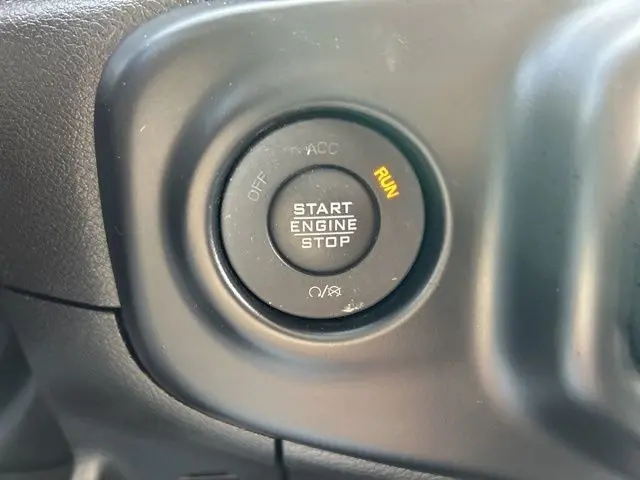 ACC
OFF
RUN
START
ENGINE
STOP